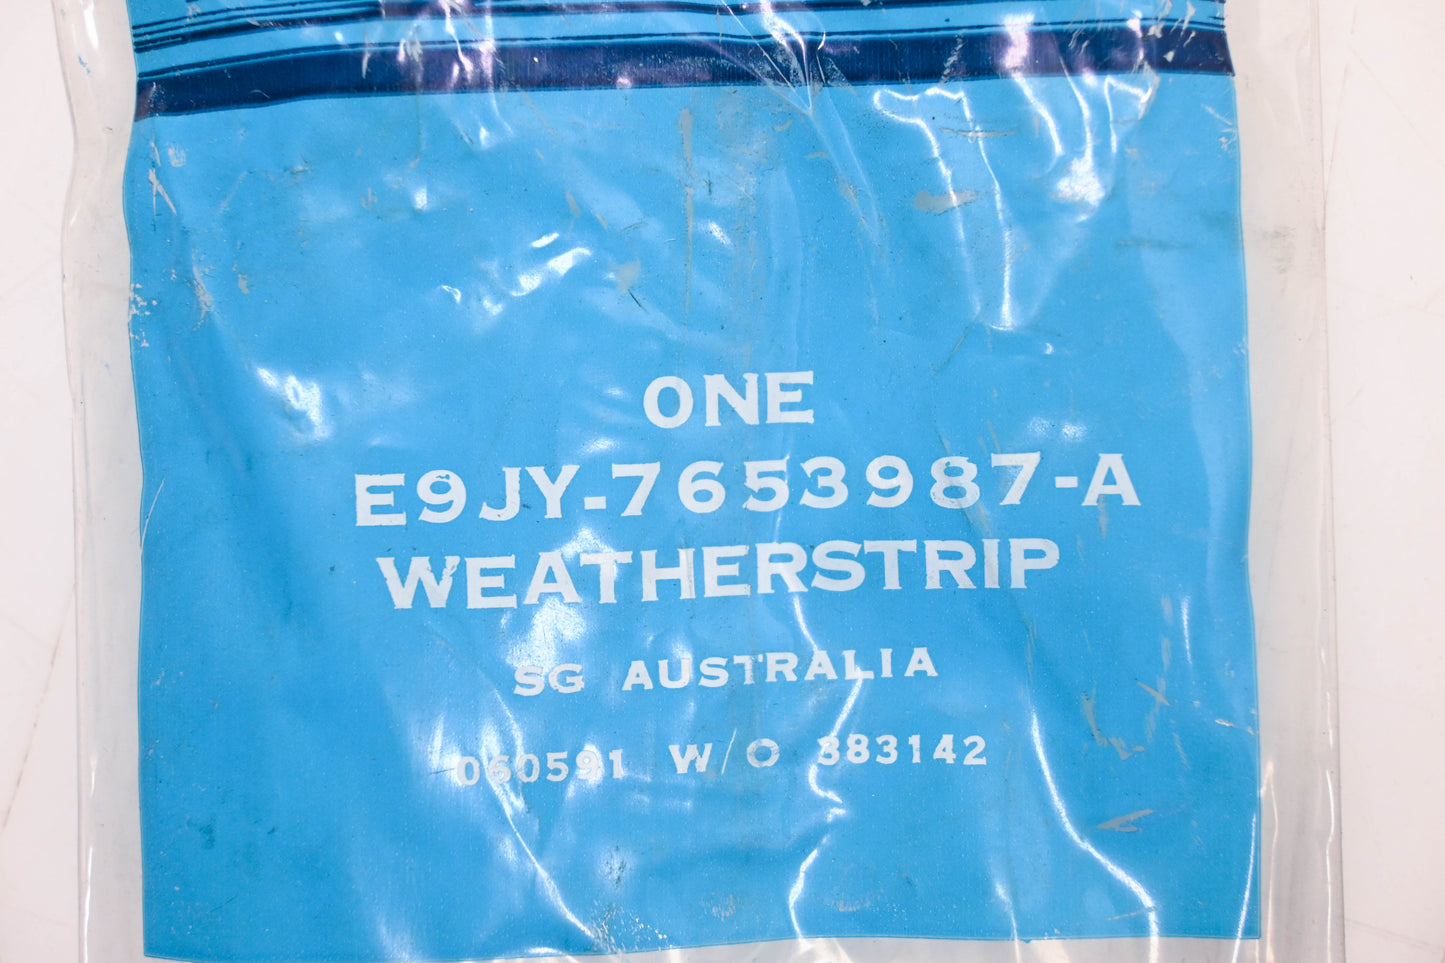 ONE
E9JY-7653987-A
WEATHERSTRIP
SG AUSTRALIA
060591 W/O 383142